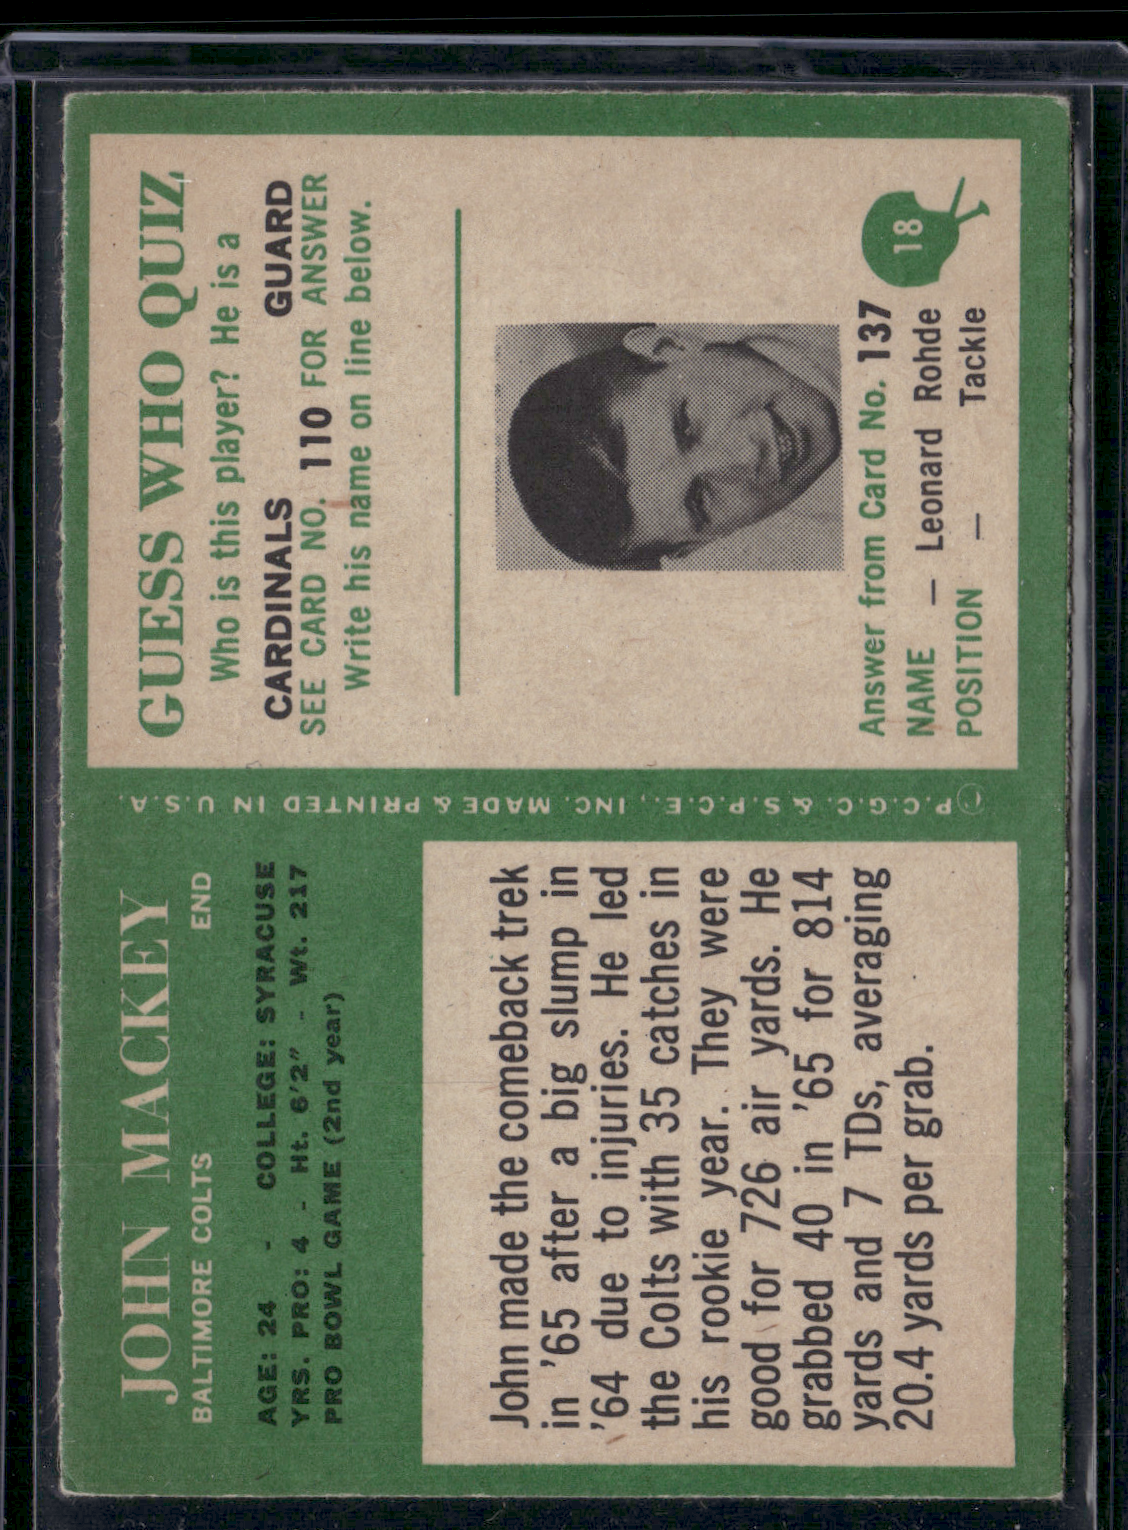 JOHN MACKEY
BALTIMORE COLTS END
AGE: 24 - COLLEGE: SYRACUSE
YRS. PRO: 4 - Ht. 6'2" - Wt. 217
PRO BOWL GAME (2nd year)
John made the comeback trek
in '65 after a big slump in
'64 due to injuries. He led
the Colts with 35 catches in
his rookie year. They were
good for 726 air yards. He
grabbed 40 in '65 for 814
yards and 7 TDs, averaging
20.4 yards per grab.
© P.C.G.C. & S.P.C.E., INC. MADE & PRINTED IN U.S.A.
GUESS WHO QUIZ
Who is this player? He is a
CARDINALS GUARD
SEE CARD NO. 110 FOR ANSWER
Write his name on line below.
Answer from Card No. 137
NAME — Leonard Rohde
POSITION — Tackle
18